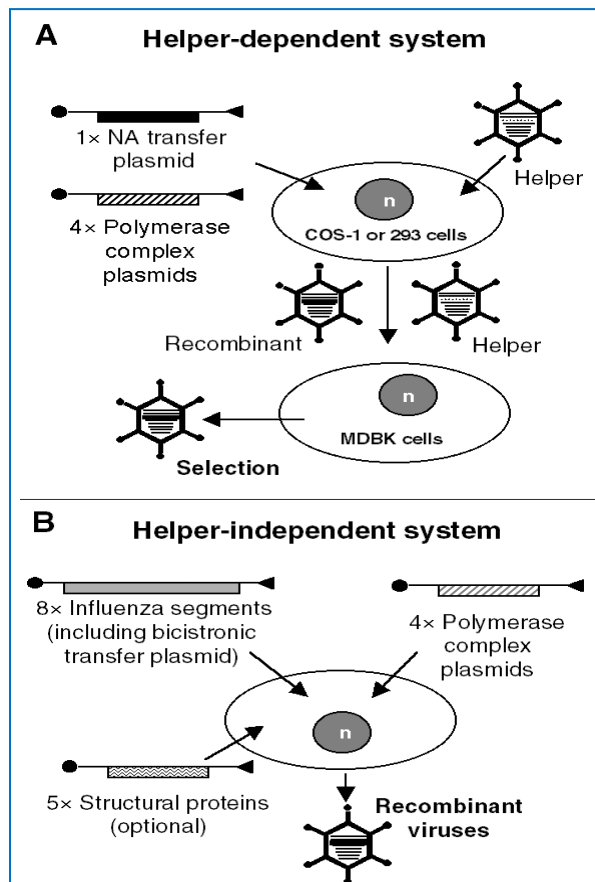 A
Helper-dependent system
1× NA transfer
plasmid
4× Polymerase
complex
plasmids
Helper
n
COS-1 or 293 cells
Recombinant
Helper
n
MDBK cells
Selection
B
Helper-independent system
8× Influenza segments
(including bicistronic
transfer plasmid)
4× Polymerase
complex
plasmids
n
5× Structural proteins
(optional)
Recombinant
viruses